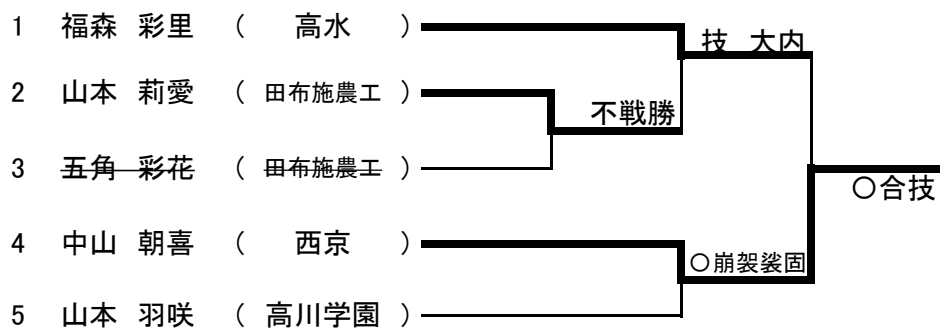 1 福森 彩里 ( 高水 )
技 大内
2 山本 莉愛 ( 田布施農工 )
不戦勝
3 五角 彩花 ( 田布施農工 )
〇合技
4 中山 朝喜 ( 西京 )
〇崩袈裟固
5 山本 羽咲 ( 高川学園 )